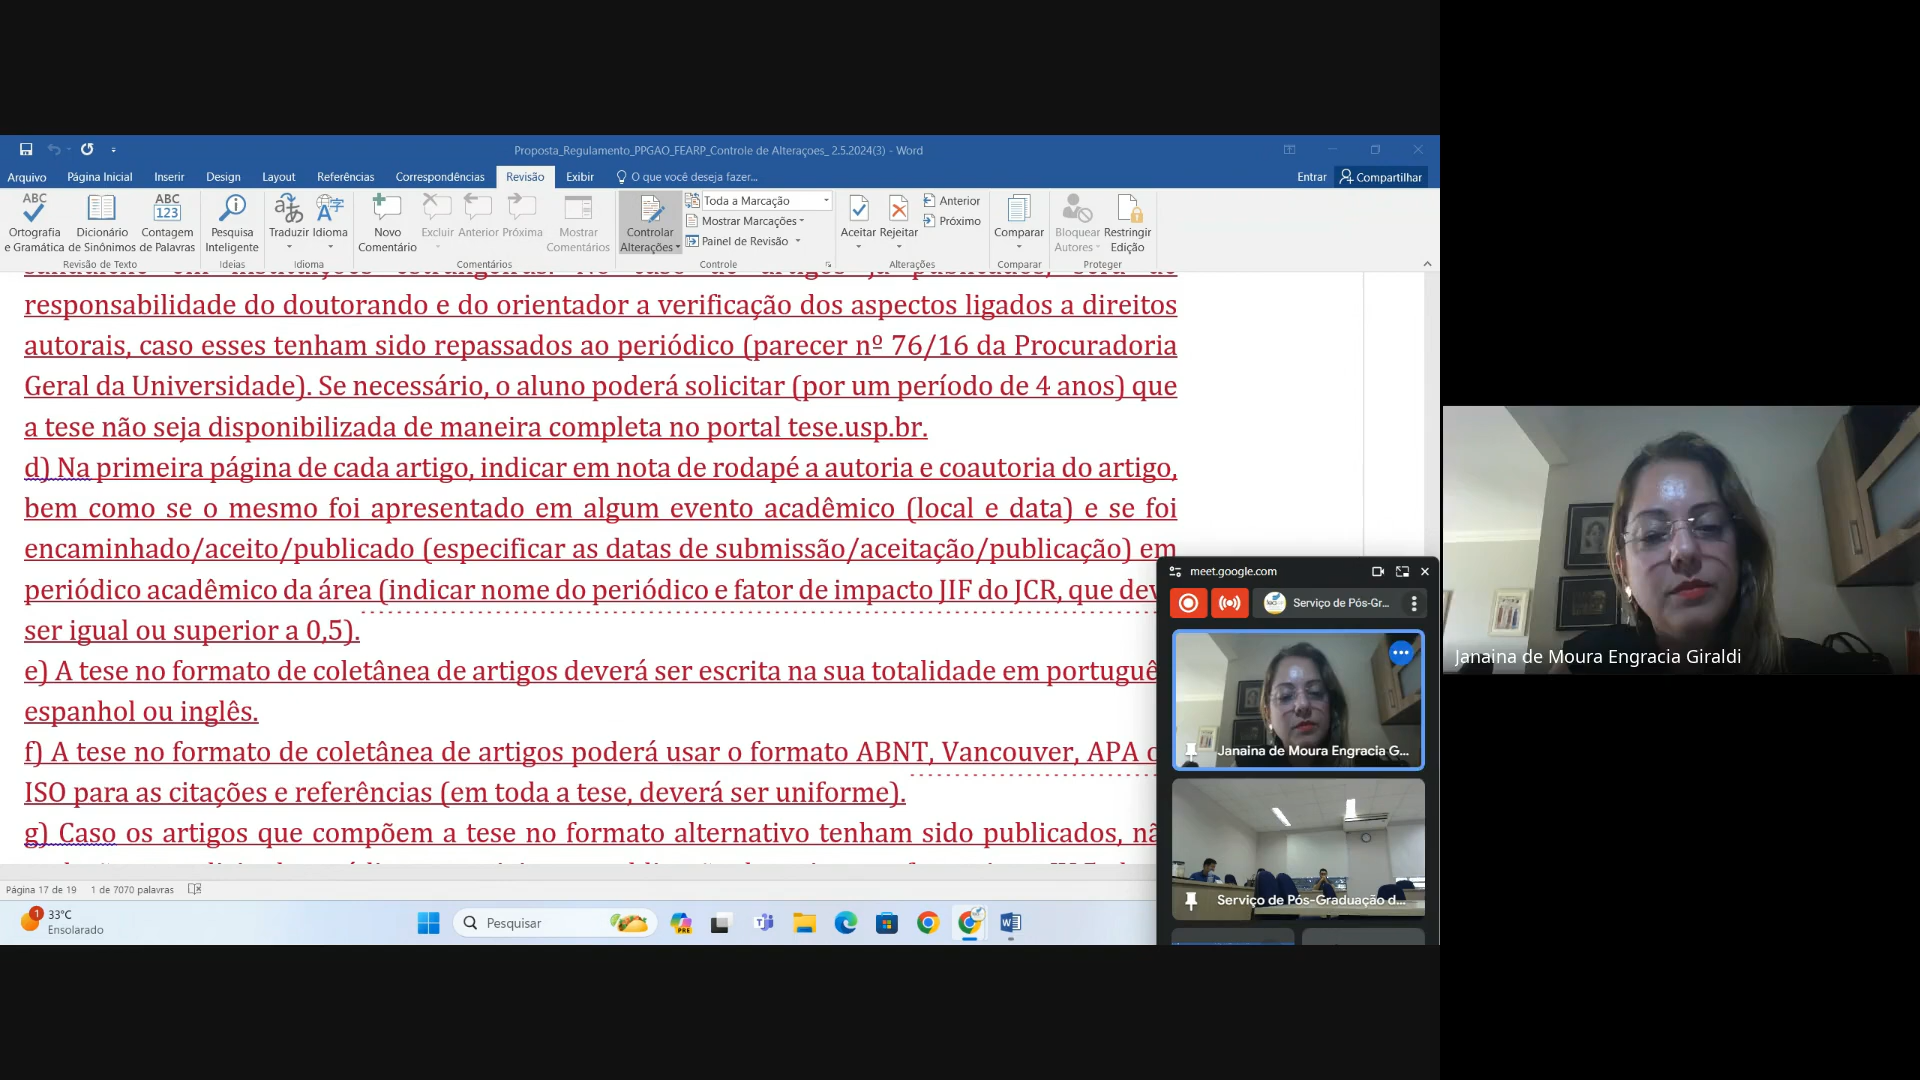 Proposta_Regulamento_PPGAO_FEARP_Controle de Alteraçoes_ 2.5.2024(3) - Word
Arquivo Página Inicial Inserir Design Layout Referências Correspondências Revisão Exibir O que você deseja fazer... Entrar Compartilhar
Ortografia e Gramática
Dicionário de Sinônimos
Contagem de Palavras
Pesquisa Inteligente
Traduzir
Idioma
Novo Comentário
Excluir
Anterior
Próxima
Mostrar Comentários
Controlar Alterações
Toda a Marcação
Mostrar Marcações
Painel de Revisão
Aceitar
Rejeitar
Anterior
Próximo
Comparar
Bloquear Autores
Restringir Edição
Revisão de Texto Ideias Idioma Comentários Controle Alterações Comparar Proteger
responsabilidade do doutorando e do orientador a verificação dos aspectos ligados a direitos
autorais, caso esses tenham sido repassados ao periódico (parecer nº 76/16 da Procuradoria
Geral da Universidade). Se necessário, o aluno poderá solicitar (por um período de 4 anos) que
a tese não seja disponibilizada de maneira completa no portal tese.usp.br.
d) Na primeira página de cada artigo, indicar em nota de rodapé a autoria e coautoria do artigo,
bem como se o mesmo foi apresentado em algum evento acadêmico (local e data) e se foi
encaminhado/aceito/publicado (especificar as datas de submissão/aceitação/publicação) em
periódico acadêmico da área (indicar nome do periódico e fator de impacto JIF do JCR, que dev
ser igual ou superior a 0,5).
e) A tese no formato de coletânea de artigos deverá ser escrita na sua totalidade em portuguê
espanhol ou inglês.
f) A tese no formato de coletânea de artigos poderá usar o formato ABNT, Vancouver, APA o
ISO para as citações e referências (em toda a tese, deverá ser uniforme).
g) Caso os artigos que compõem a tese no formato alternativo tenham sido publicados, nã
meet.google.com
Serviço de Pós-Gr...
Janaina de Moura Engracia G...
Serviço de Pós-Graduação d...
Janaina de Moura Engracia Giraldi
Página 17 de 19 1 de 7070 palavras
1
33°C
Ensolarado
Pesquisar
PRE